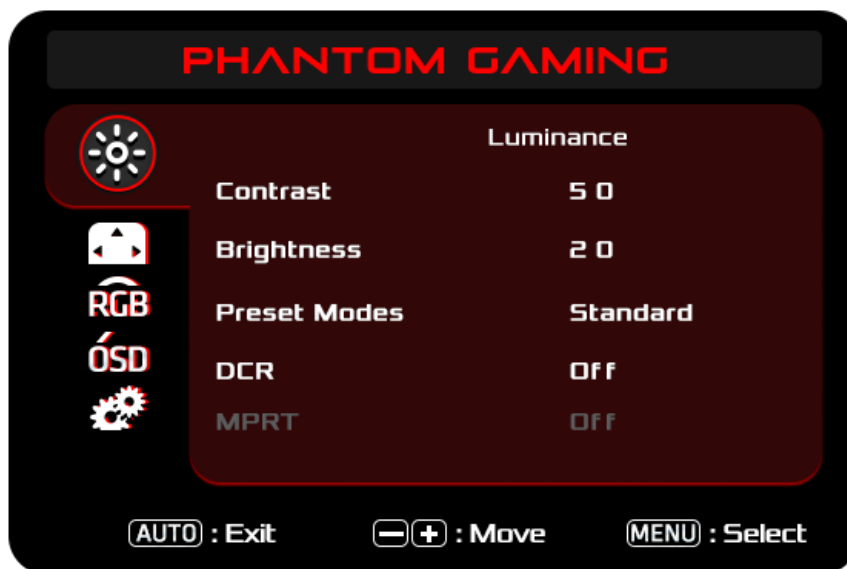 PHANTOM GAMING
Luminance
Contrast 50
Brightness 20
Preset Modes Standard
RGB
DCR Off
OSD
MPRT Off
AUTO : Exit - + : Move MENU : Select